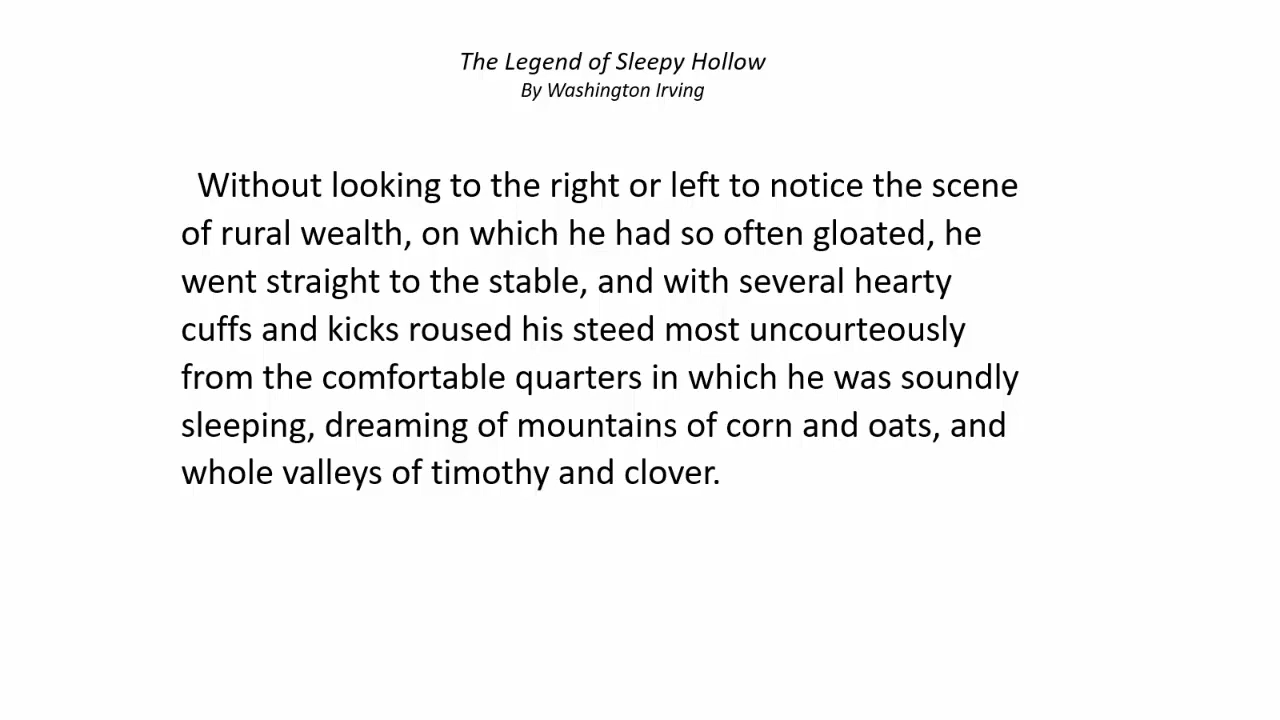 The Legend of Sleepy Hollow
By Washington Irving
Without looking to the right or left to notice the scene
of rural wealth, on which he had so often gloated, he
went straight to the stable, and with several hearty
cuffs and kicks roused his steed most uncourteously
from the comfortable quarters in which he was soundly
sleeping, dreaming of mountains of corn and oats, and
whole valleys of timothy and clover.